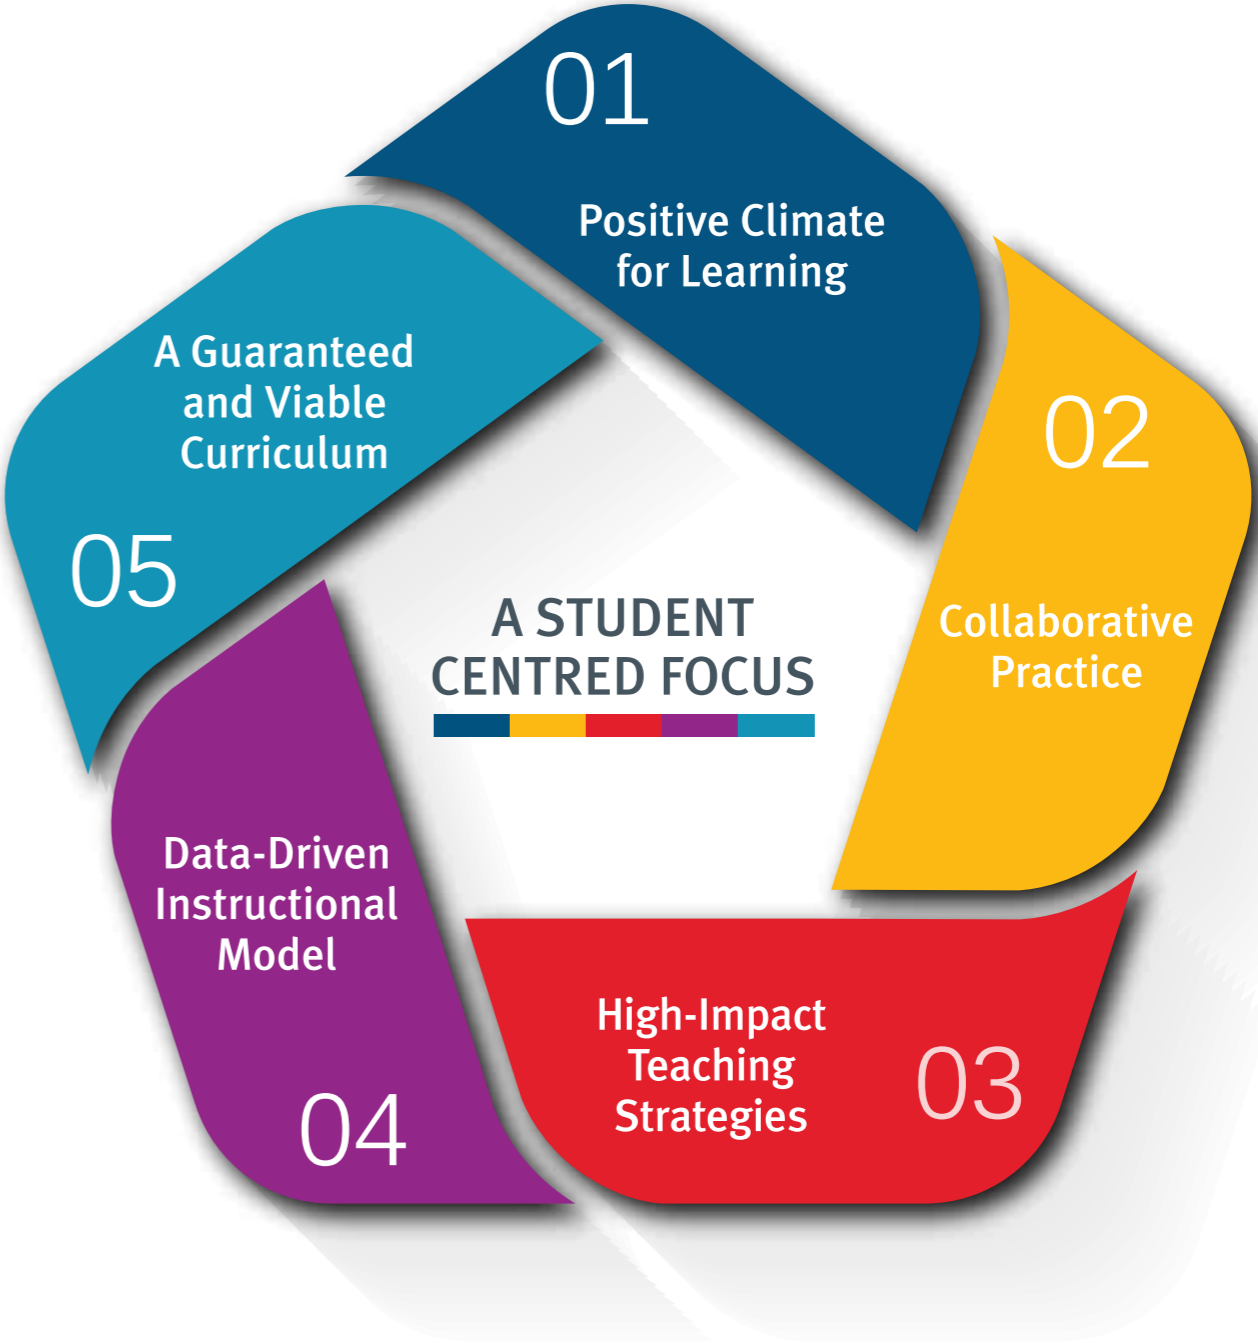 01
Positive Climate
for Learning
02
Collaborative
Practice
High-Impact
Teaching
Strategies
03
Data-Driven
Instructional
Model
04
A Guaranteed
and Viable
Curriculum
05
A STUDENT
CENTRED FOCUS